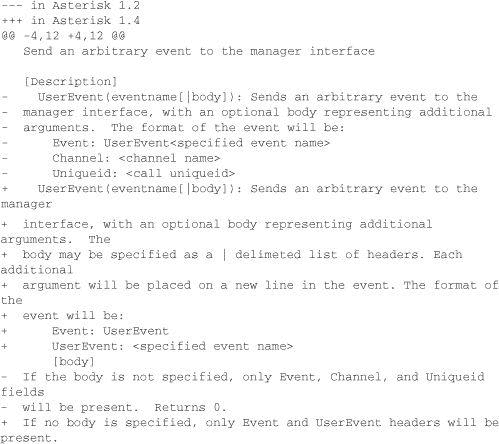 --- in Asterisk 1.2
+++ in Asterisk 1.4
@@ -4,12 +4,12 @@
   Send an arbitrary event to the manager interface

   [Description]
-    UserEvent(eventname[|body]): Sends an arbitrary event to the
-  manager interface, with an optional body representing additional
-  arguments.  The format of the event will be:
-      Event: UserEvent<specified event name>
-      Channel: <channel name>
-      Uniqueid: <call uniqueid>
+    UserEvent(eventname[|body]): Sends an arbitrary event to the
manager
+  interface, with an optional body representing additional
arguments.  The
+  body may be specified as a | delimeted list of headers. Each
additional
+  argument will be placed on a new line in the event. The format of
the
+  event will be:
+      Event: UserEvent
+      UserEvent: <specified event name>
       [body]
-  If the body is not specified, only Event, Channel, and Uniqueid
fields
-  will be present.  Returns 0.
+  If no body is specified, only Event and UserEvent headers will be
present.